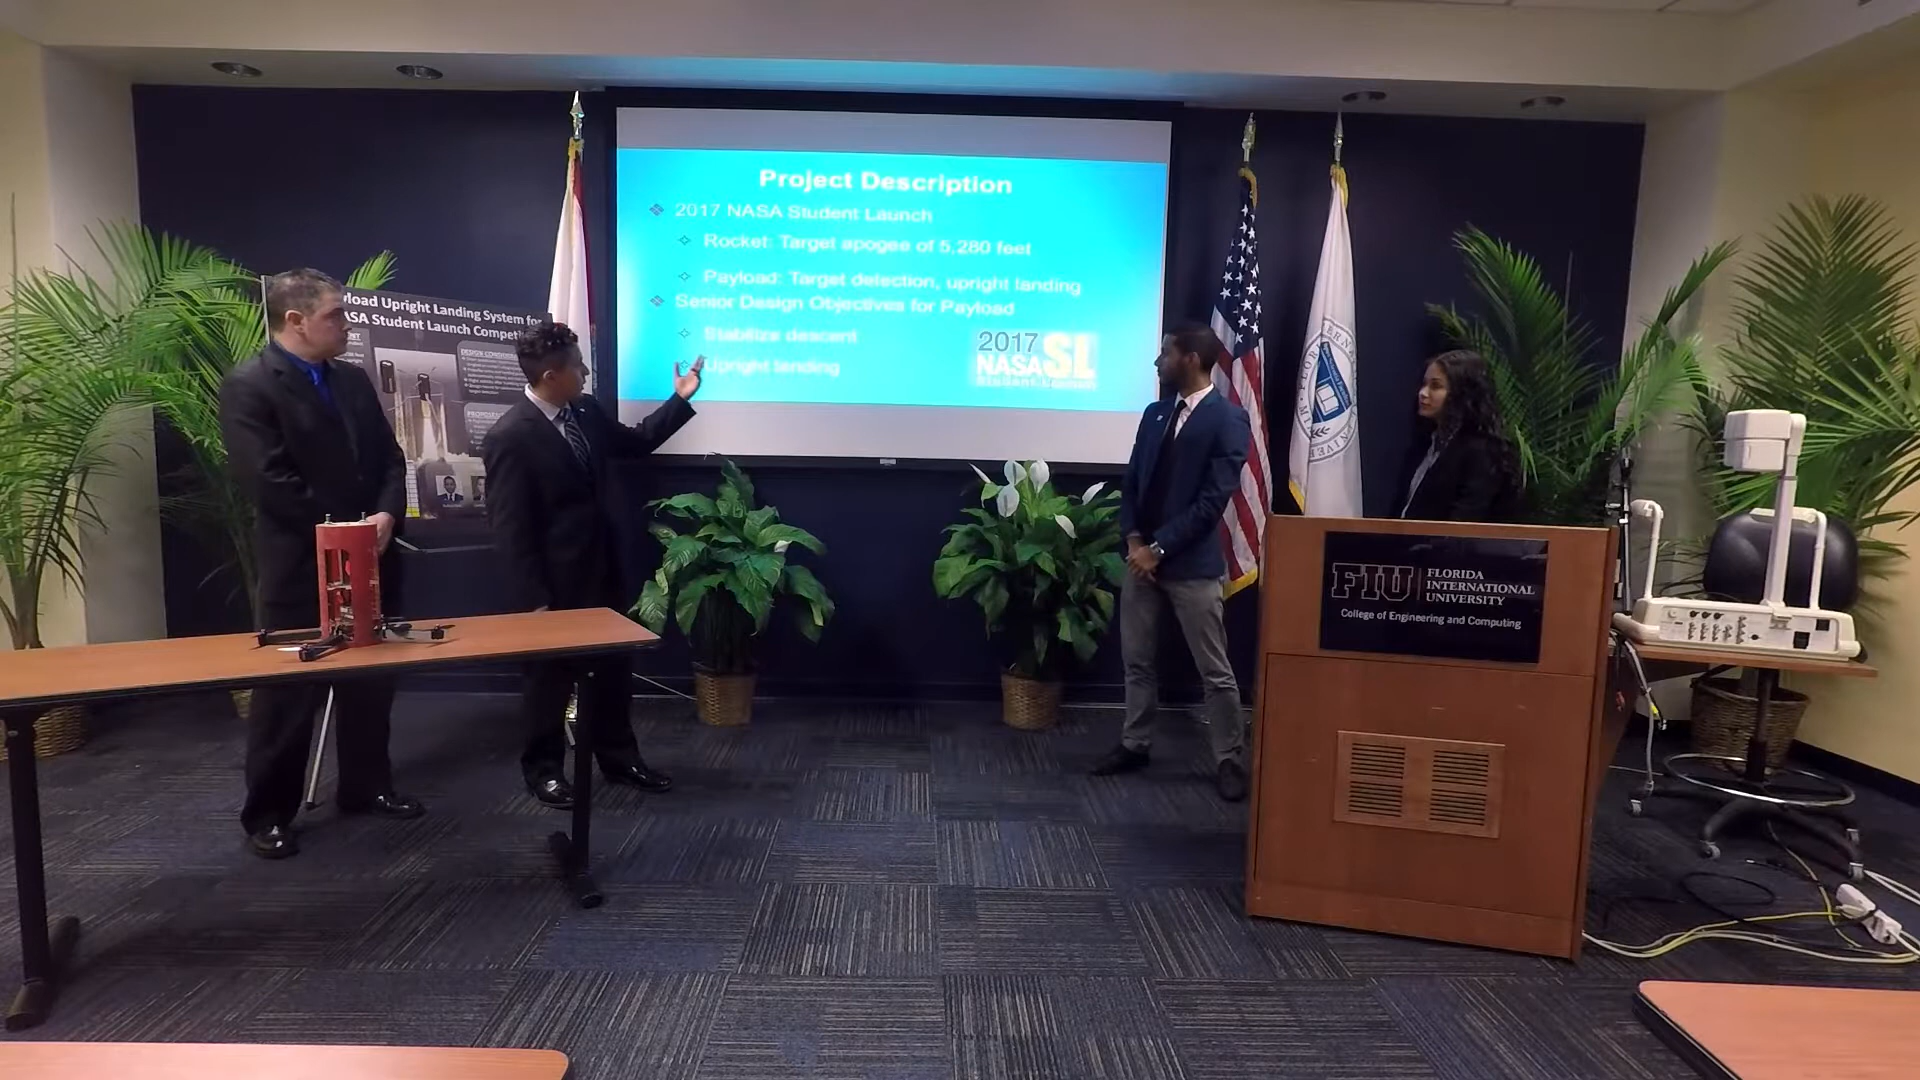 Project Description
2017 NASA Student Launch
Rocket: Target apogee of 5,280 feet
Payload: Target detection, upright landing
Senior Design Objectives for Payload
Stabilize descent
Upright landing
2017
NASA SL
Student Launch
yload Upright Landing System for
ASA Student Launch Competi
FIU FLORIDA
INTERNATIONAL
UNIVERSITY
College of Engineering and Computing